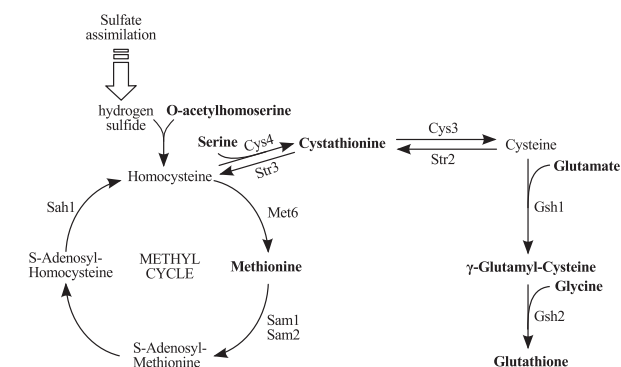 Sulfate
assimilation
hydrogen
sulfide
O-acetylhomoserine
Serine
Cys4
Str3
Cystathionine
Cys3
Str2
Cysteine
Glutamate
Homocysteine
Sah1
Met6
Gsh1
S-Adenosyl-
Homocysteine
METHYL
CYCLE
Methionine
γ-Glutamyl-Cysteine
Glycine
Sam1
Sam2
Gsh2
S-Adenosyl-
Methionine
Glutathione